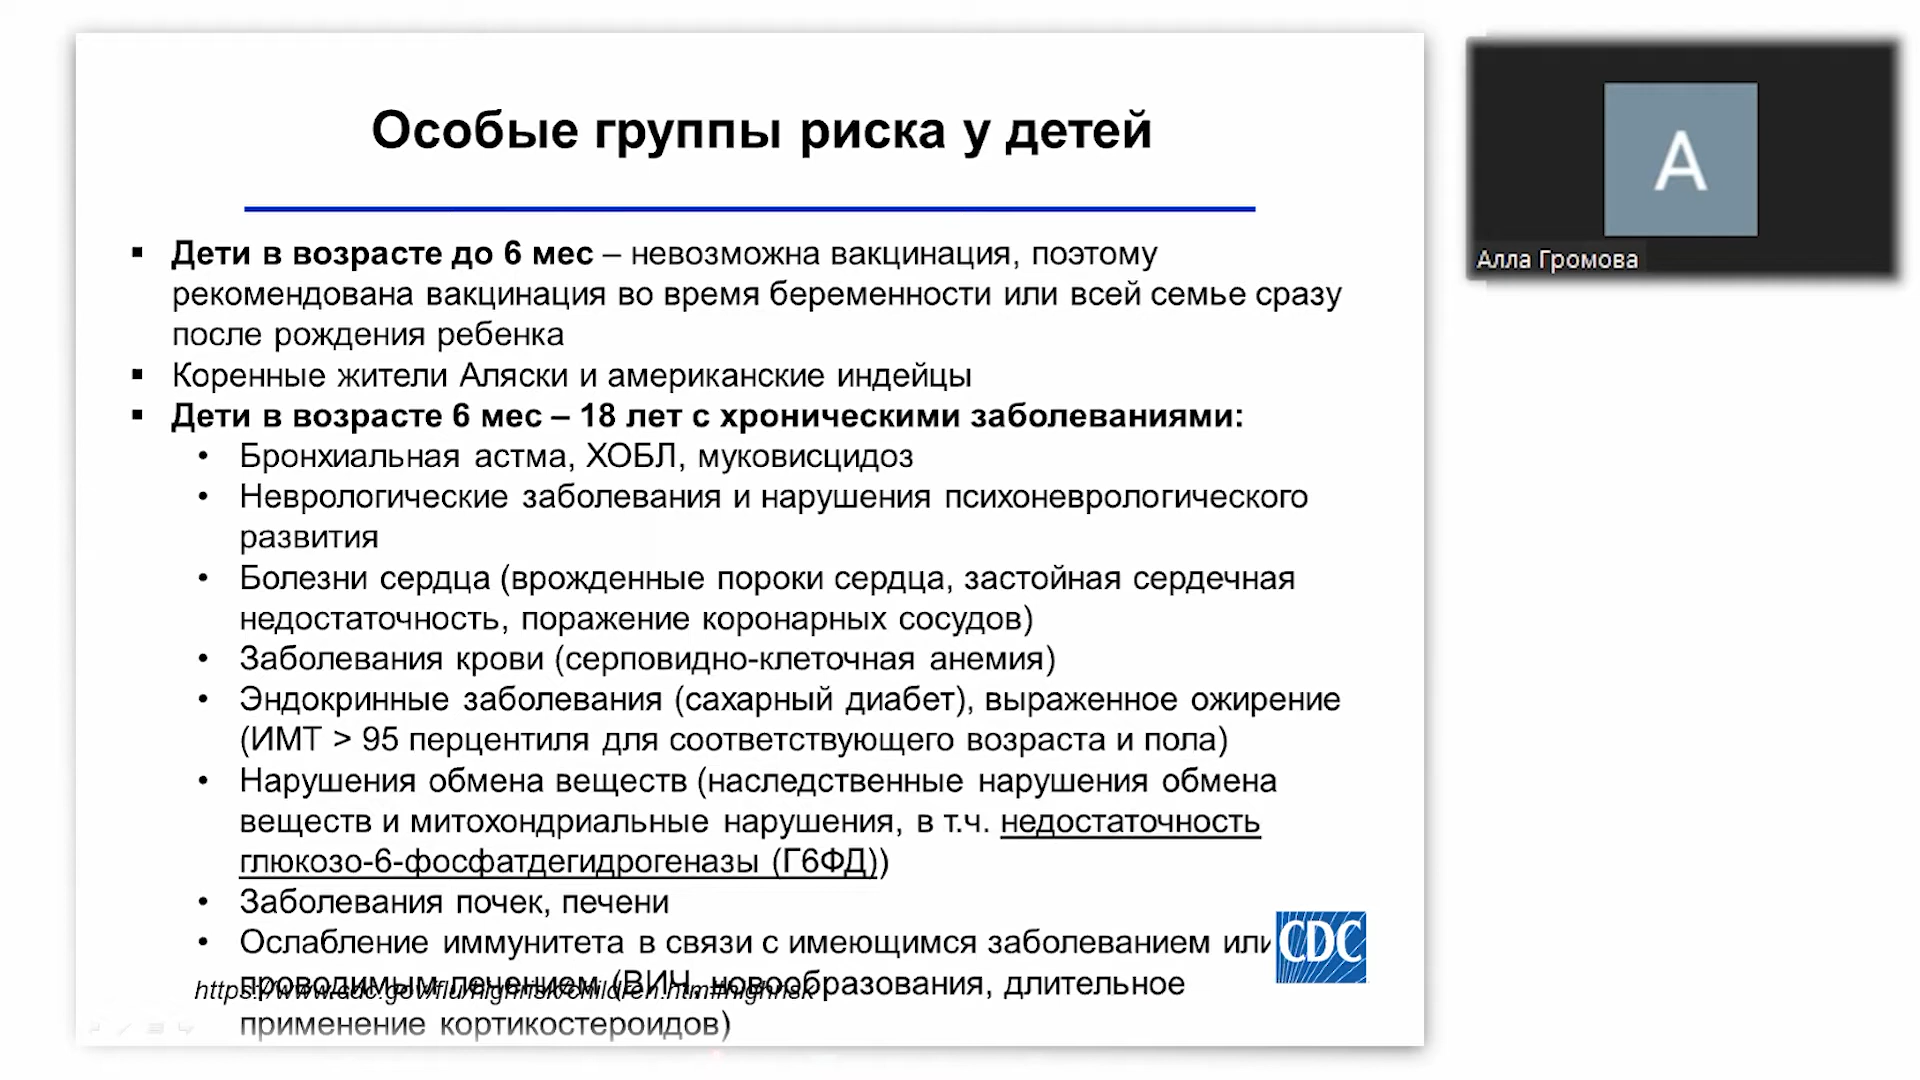 Особые группы риска у детей
▪ Дети в возрасте до 6 мес – невозможна вакцинация, поэтому
рекомендована вакцинация во время беременности или всей семье сразу
после рождения ребенка
▪ Коренные жители Аляски и американские индейцы
▪ Дети в возрасте 6 мес – 18 лет с хроническими заболеваниями:
• Бронхиальная астма, ХОБЛ, муковисцидоз
• Неврологические заболевания и нарушения психоневрологического
развития
• Болезни сердца (врожденные пороки сердца, застойная сердечная
недостаточность, поражение коронарных сосудов)
• Заболевания крови (серповидно-клеточная анемия)
• Эндокринные заболевания (сахарный диабет), выраженное ожирение
(ИМТ > 95 перцентиля для соответствующего возраста и пола)
• Нарушения обмена веществ (наследственные нарушения обмена
веществ и митохондриальные нарушения, в т.ч. недостаточность
глюкозо-6-фосфатдегидрогеназы (Г6ФД))
• Заболевания почек, печени
• Ослабление иммунитета в связи с имеющимся заболеванием или
проводимым лечением (ВИЧ, новообразования, длительное
применение кортикостероидов)
https://www.cdc.gov/flu/highrisk/children.htm#highrisk
CDC
А
Алла Громова